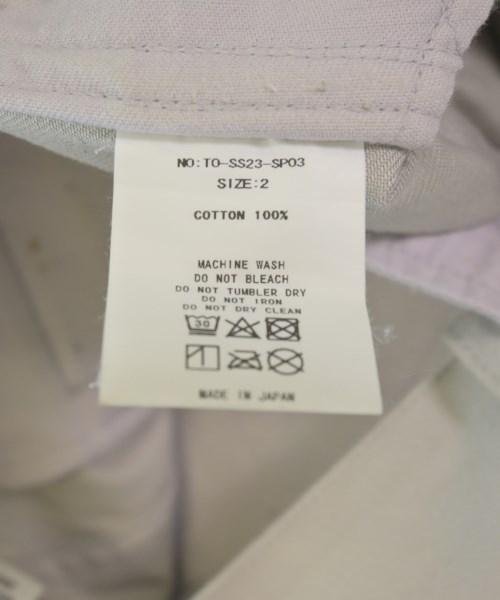 NO:TO-SS23-SP03
SIZE:2
COTTON 100%
MACHINE WASH
DO NOT BLEACH
DO NOT TUMBLER DRY
DO NOT IRON
DO NOT DRY CLEAN
30
MADE IN JAPAN